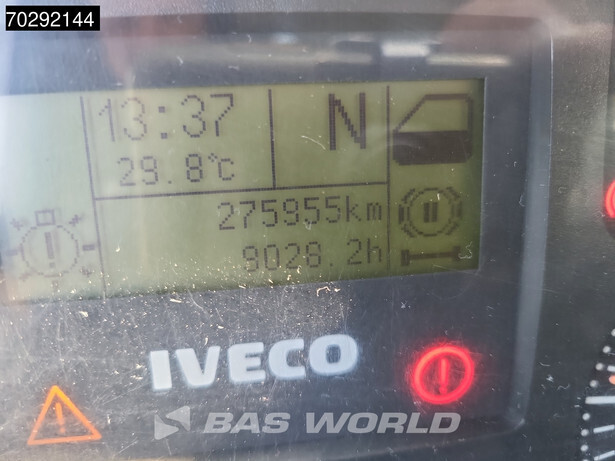 70292144
13:37
N
29.8°C
275955km
9028.2h
IVECO
BAS WORLD